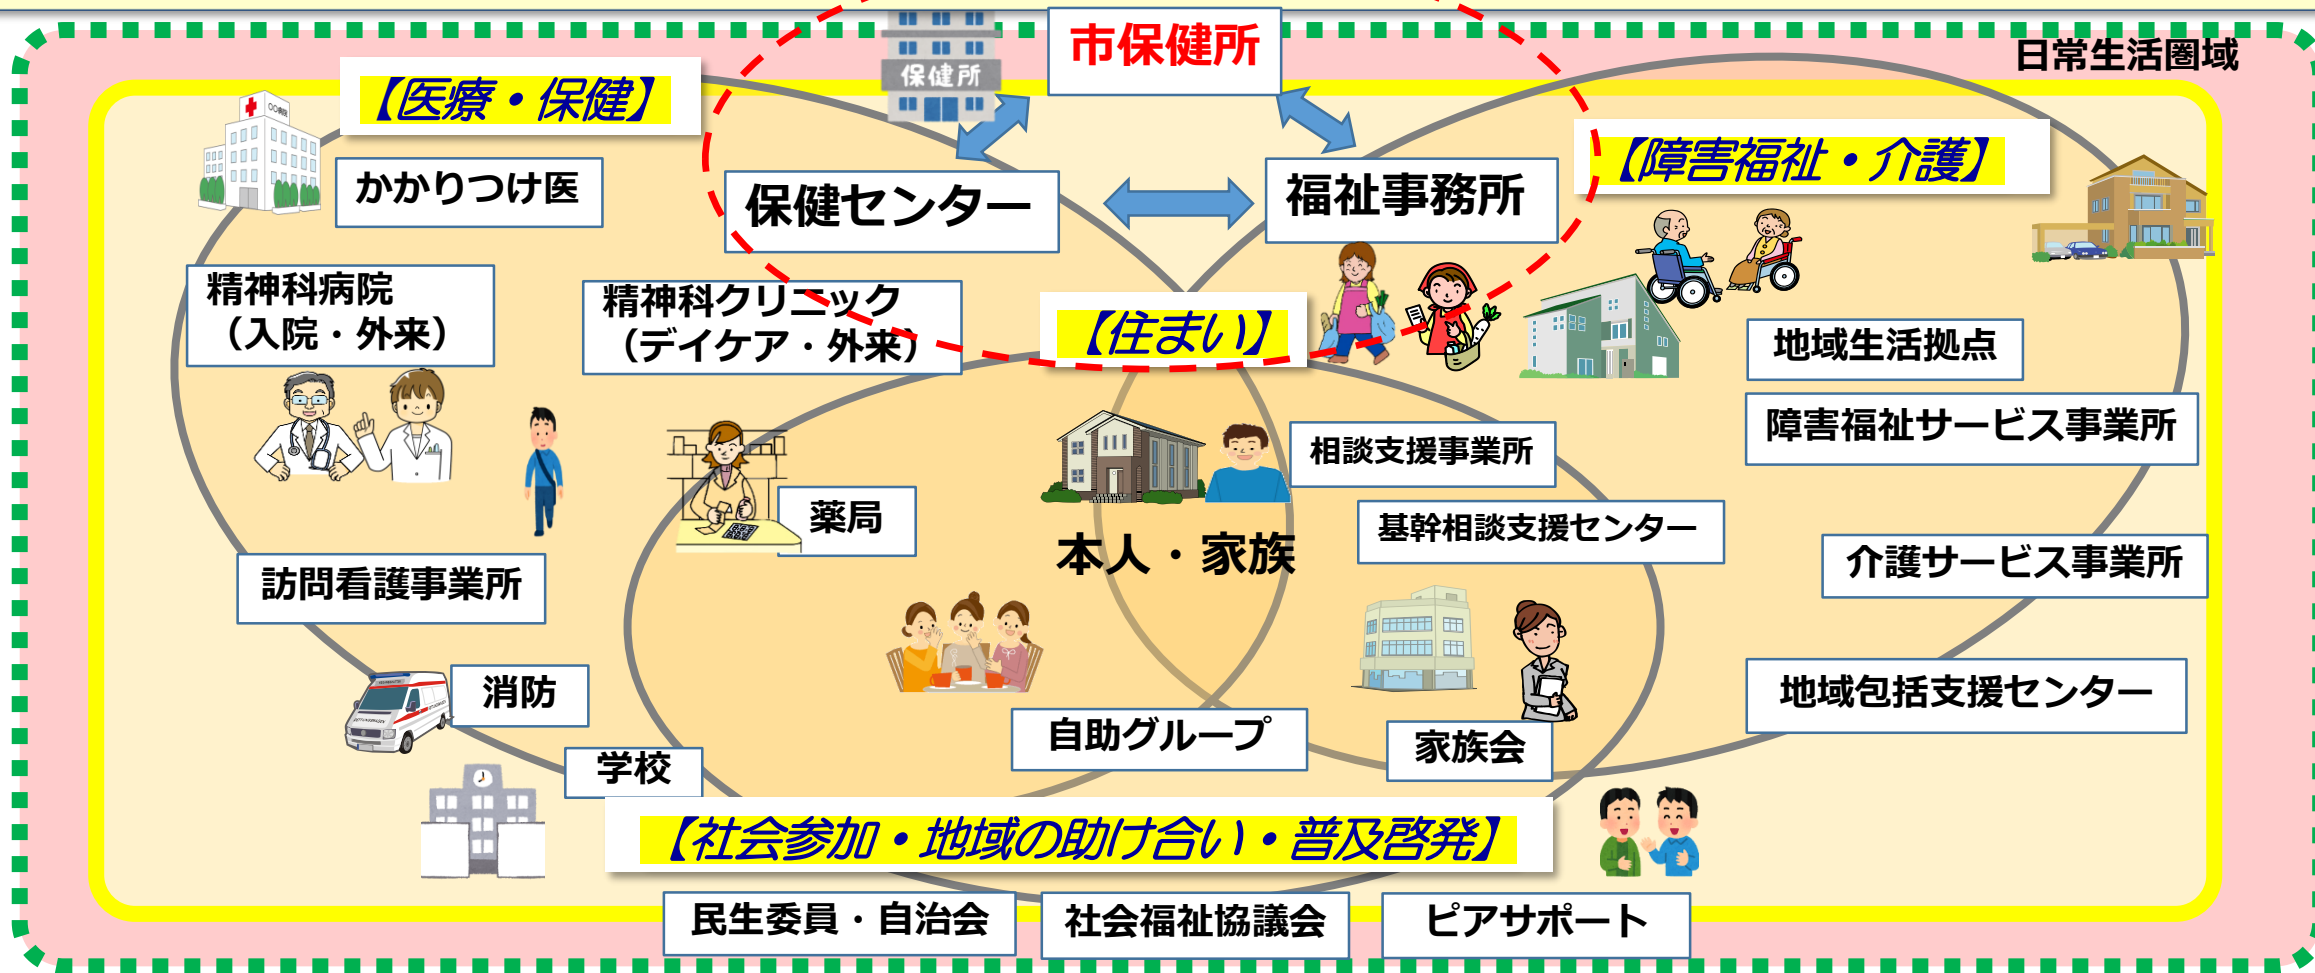 市保健所
保健所
日常生活圏域
【医療・保健】
【障害福祉・介護】
かかりつけ医
保健センター
福祉事務所
精神科病院
（入院・外来）
精神科クリニック
（デイケア・外来）
【住まい】
地域生活拠点
障害福祉サービス事業所
相談支援事業所
薬局
基幹相談支援センター
本人・家族
介護サービス事業所
訪問看護事業所
消防
地域包括支援センター
自助グループ
家族会
学校
【社会参加・地域の助け合い・普及啓発】
民生委員・自治会
社会福祉協議会
ピアサポート